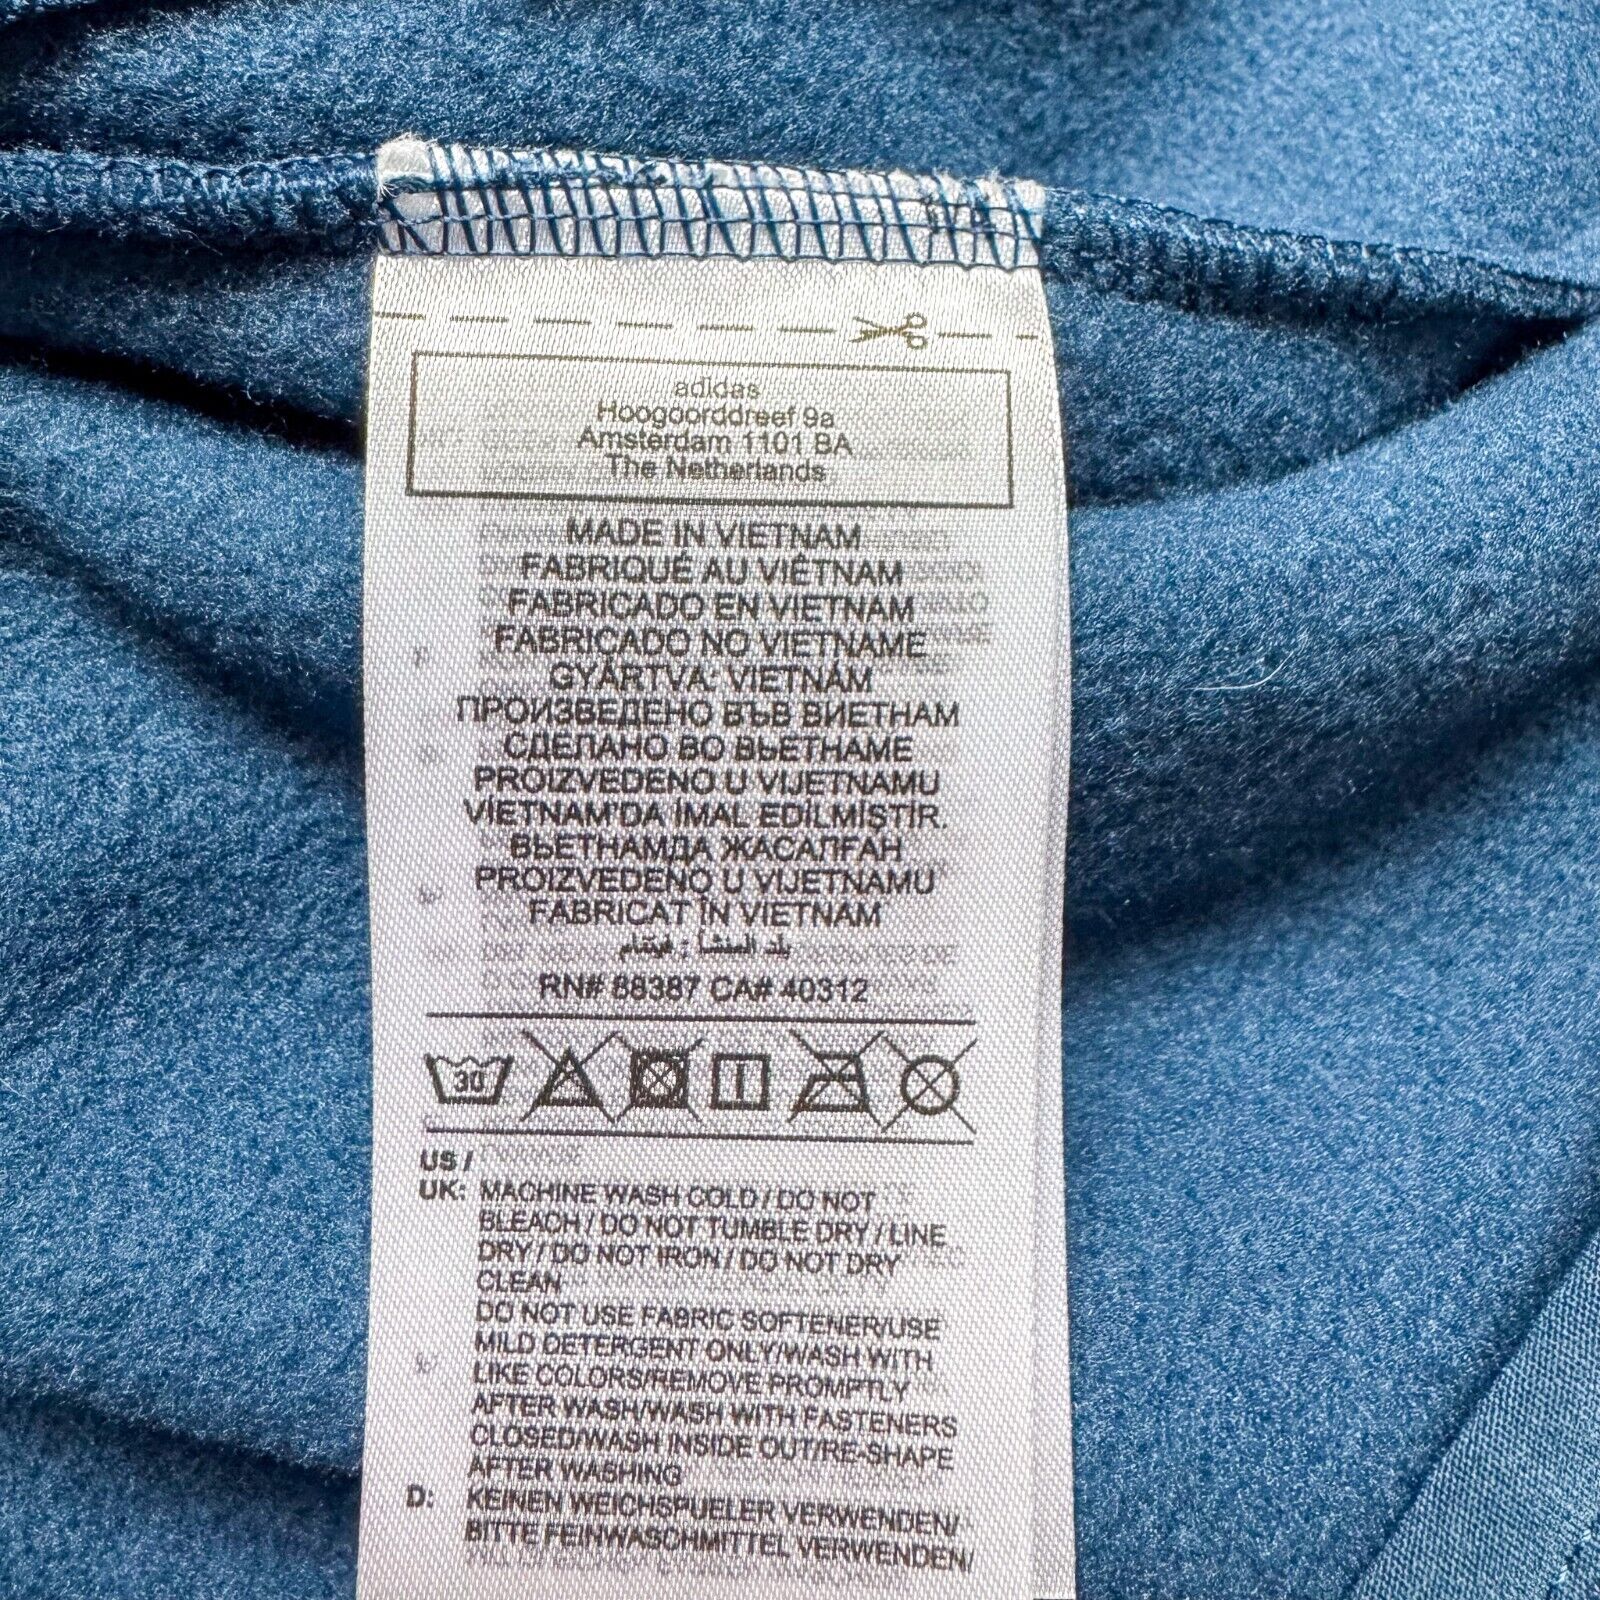 adidas
Hoogoorddreef 9a
Amsterdam 1101 BA
The Netherlands
MADE IN VIETNAM
FABRIQUÉ AU VIÊTNAM
FABRICADO EN VIETNAM
FABRICADO NO VIETNAME
GYÁRTVA: VIETNÁM
ПРОИЗВЕДЕНО ВЪВ ВИЕТНАМ
СДЕЛАНО ВО ВЬЕТНАМЕ
PROIZVEDENO U VIJETNAMU
VİETNAM'DA İMAL EDİLMİŞTİR.
ВЬЕТНАМДА ЖАСАЛҒАН
PROIZVEDENO U VIJETNAMU
FABRICAT ÎN VIETNAM
بلد المنشأ : فيتنام
RN# 88387 CA# 40312
30
US /
UK: MACHINE WASH COLD / DO NOT
BLEACH / DO NOT TUMBLE DRY / LINE
DRY / DO NOT IRON / DO NOT DRY
CLEAN
DO NOT USE FABRIC SOFTENER/USE
MILD DETERGENT ONLY/WASH WITH
LIKE COLORS/REMOVE PROMPTLY
AFTER WASH/WASH WITH FASTENERS
CLOSED/WASH INSIDE OUT/RE-SHAPE
AFTER WASHING
D: KEINEN WEICHSPUELER VERWENDEN/
BITTE FEINWASCHMITTEL VERWENDEN/